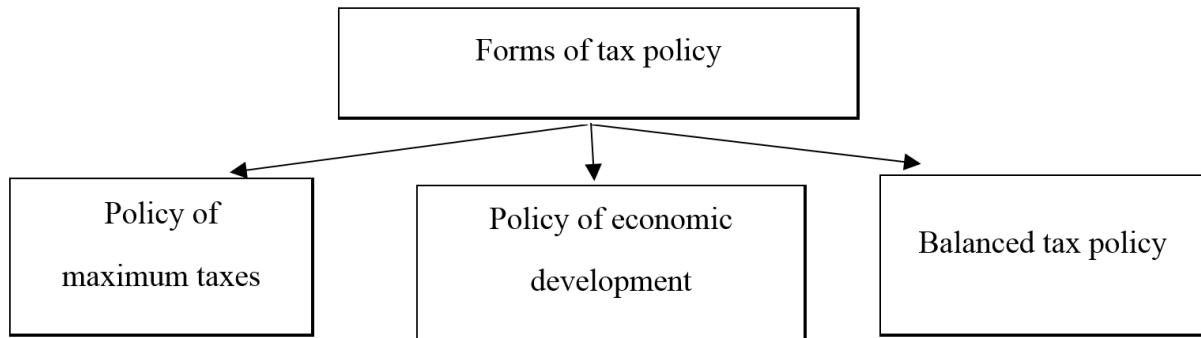 Forms of tax policy
Policy of
maximum taxes
Policy of economic
development
Balanced tax policy